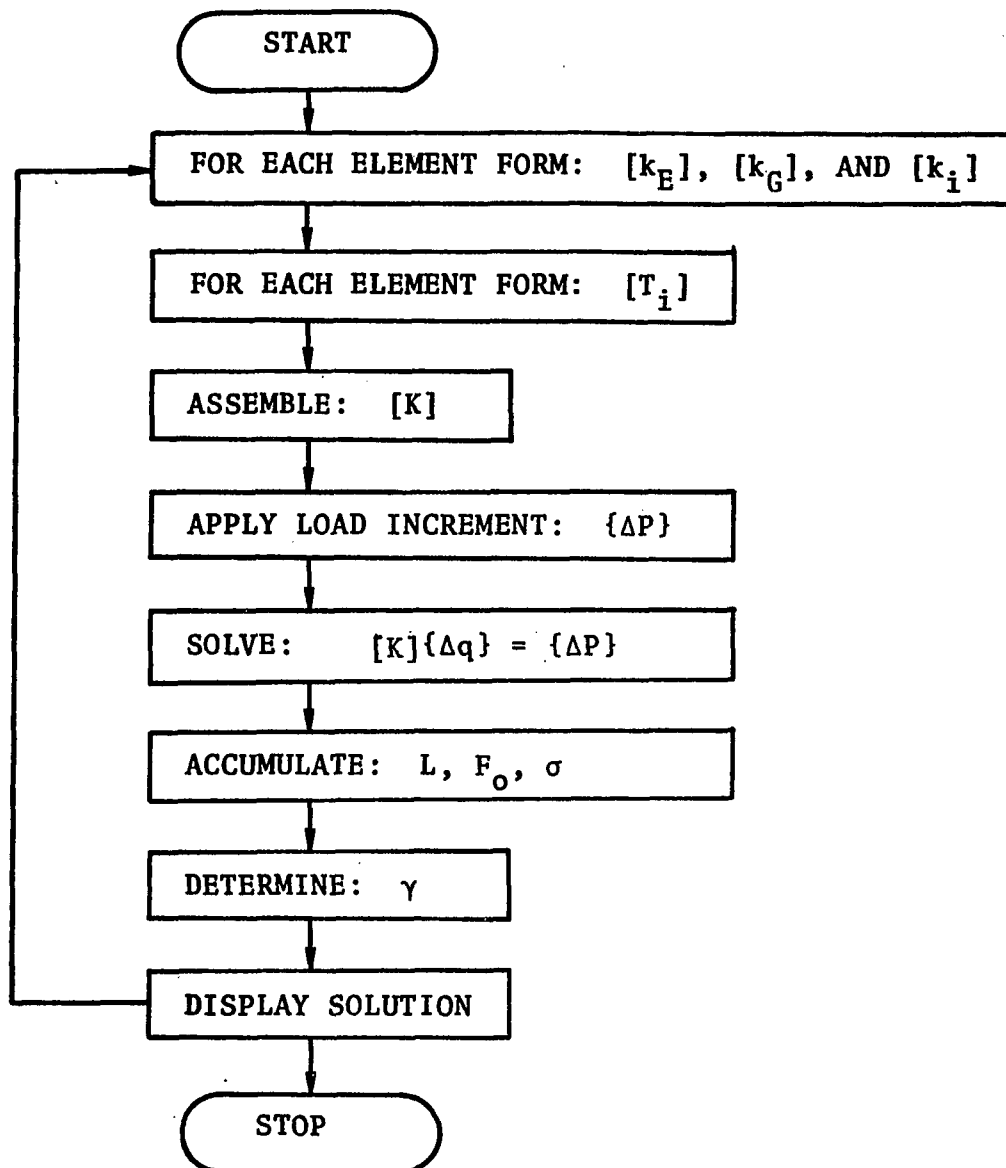 START
FOR EACH ELEMENT FORM: [k_E], [k_G], AND [k_i]
FOR EACH ELEMENT FORM: [T_i]
ASSEMBLE: [K]
APPLY LOAD INCREMENT: {ΔP}
SOLVE: [K]{Δq} = {ΔP}
ACCUMULATE: L, F_o, σ
DETERMINE: γ
DISPLAY SOLUTION
STOP